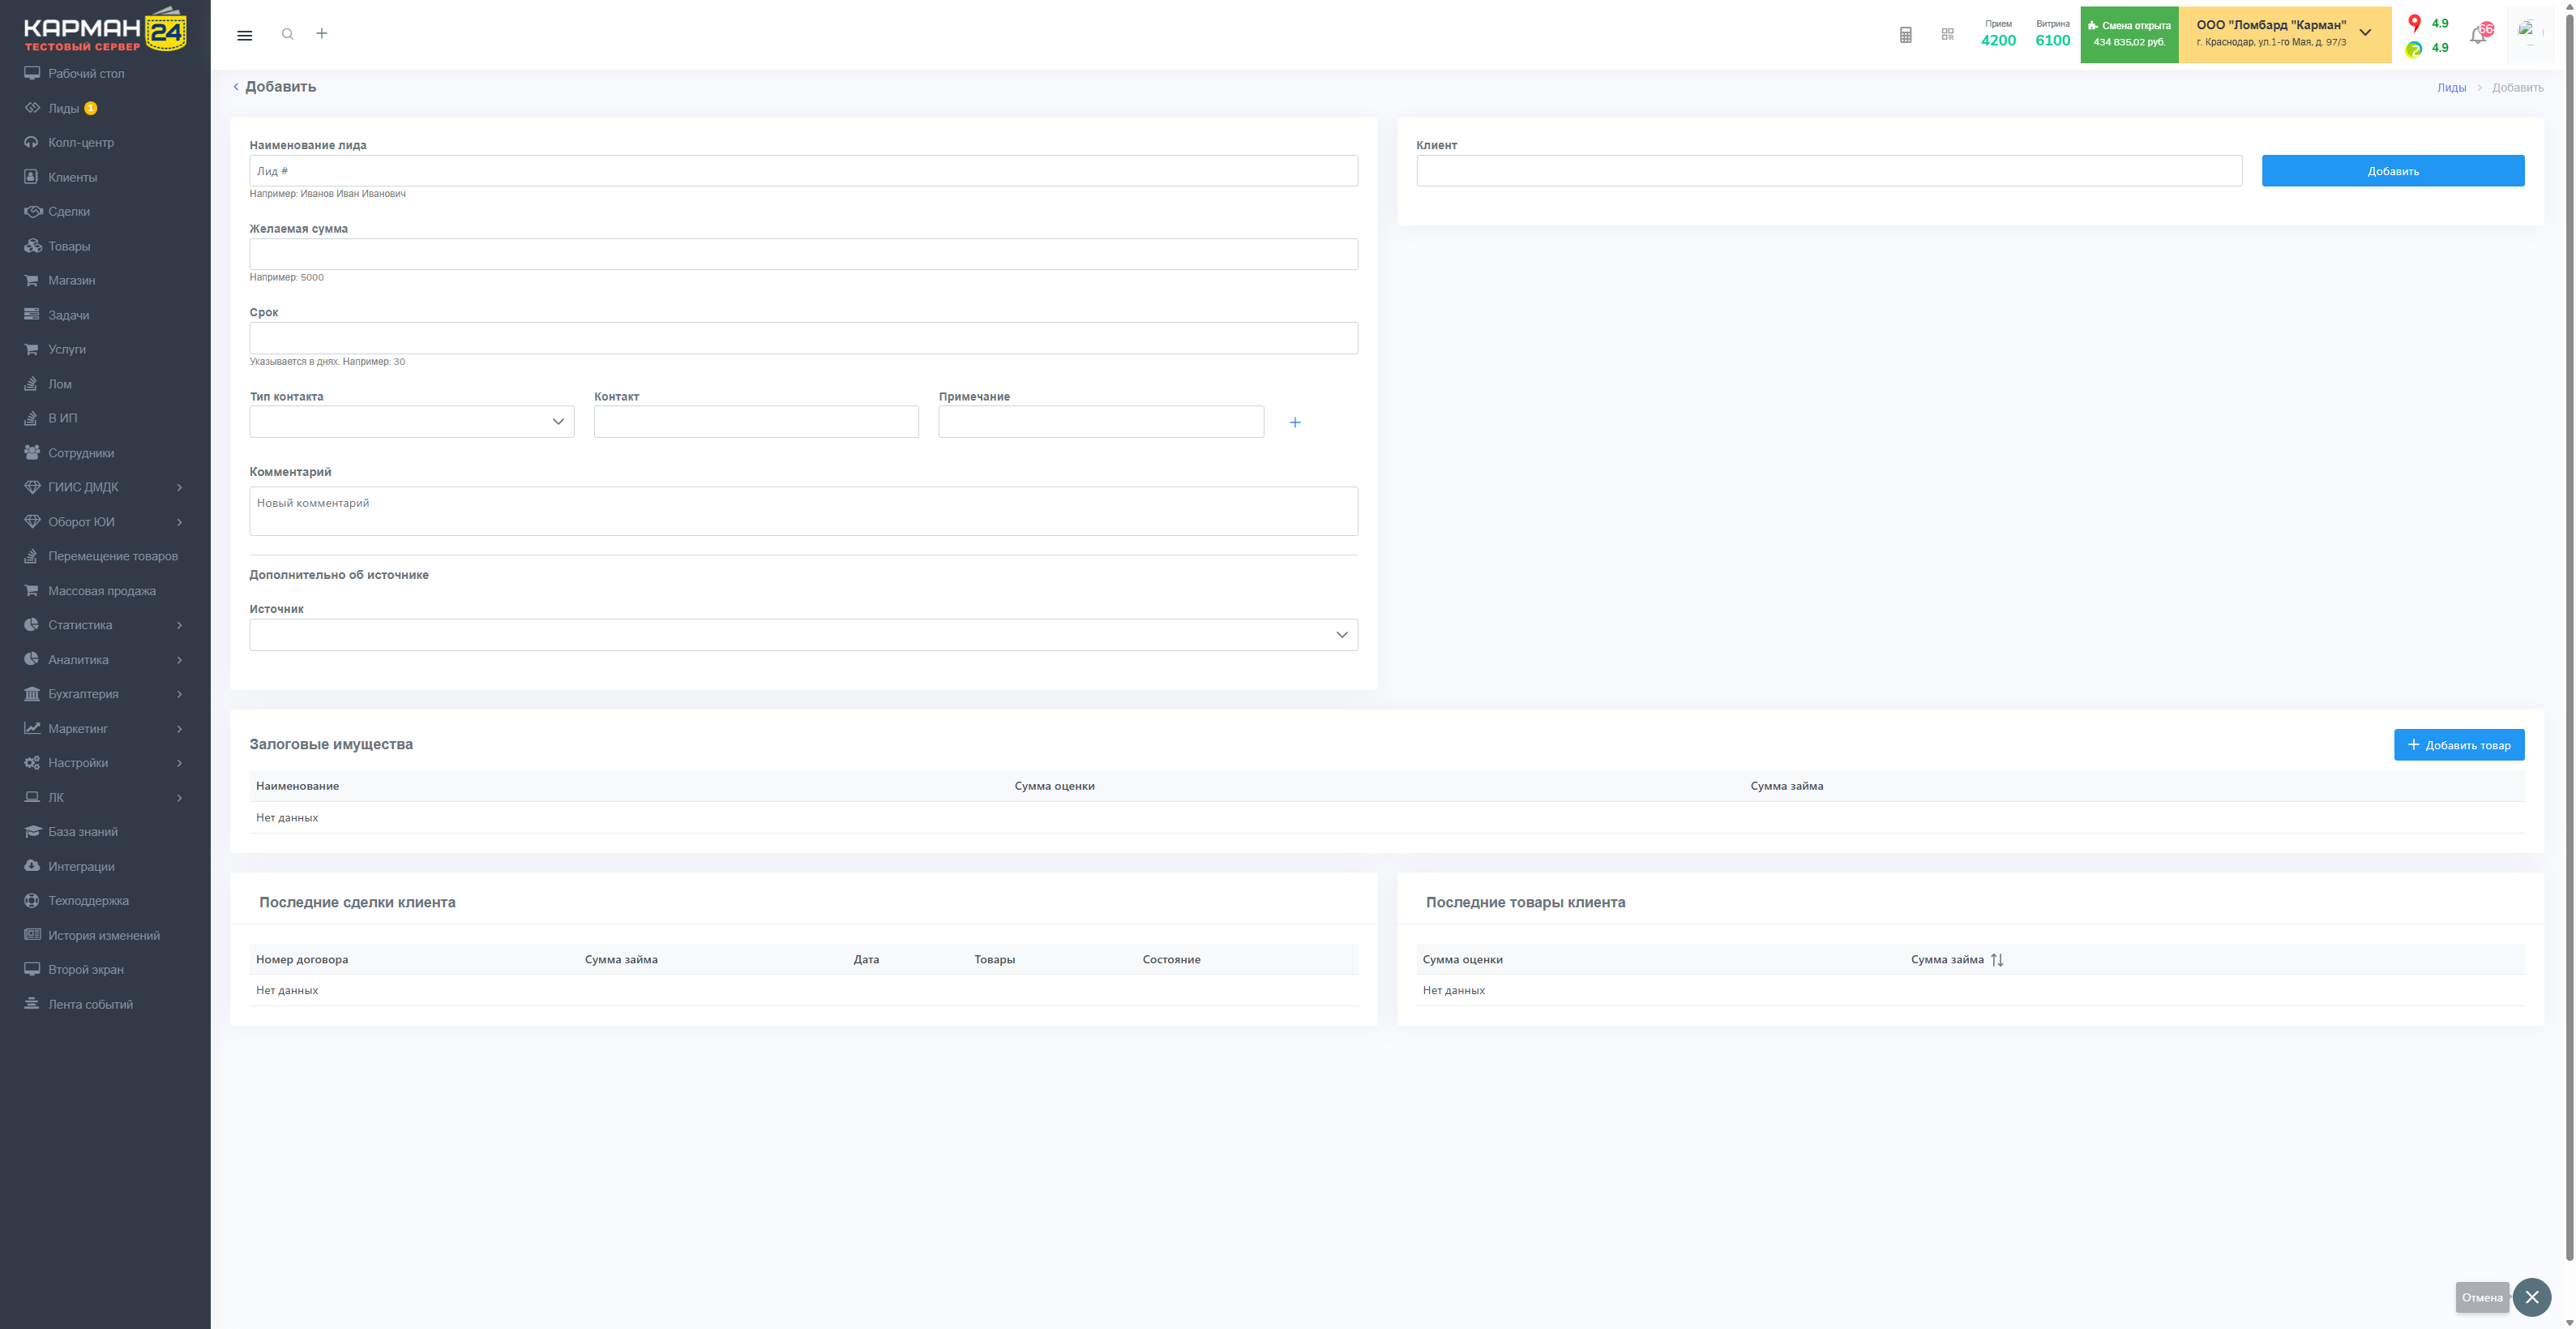 КАРМАН 24
ТЕСТОВЫЙ СЕРВЕР
Рабочий стол
Лиды 1
Колл-центр
Клиенты
Сделки
Товары
Магазин
Задачи
Услуги
Лом
В ИП
Сотрудники
ГИИС ДМДК
Оборот ЮИ
Перемещение товаров
Массовая продажа
Статистика
Аналитика
Бухгалтерия
Маркетинг
Настройки
ЛК
База знаний
Интеграции
Техподдержка
История изменений
Второй экран
Лента событий
Прием
4200
Витрина
6100
Смена открыта
434 835,02 руб.
ООО "Ломбард "Карман"
г. Краснодар, ул.1-го Мая, д. 97/3
4.9
4.9
Добавить
Лиды > Добавить
Наименование лида
Лид #
Например: Иванов Иван Иванович
Желаемая сумма
Например: 5000
Срок
Указывается в днях. Например: 30
Тип контакта
Контакт
Примечание
Комментарий
Новый комментарий
Дополнительно об источнике
Источник
Клиент
Добавить
Залоговые имущества
Добавить товар
Наименование Сумма оценки Сумма займа
Нет данных
Последние сделки клиента
Номер договора Сумма займа Дата Товары Состояние
Нет данных
Последние товары клиента
Сумма оценки Сумма займа
Нет данных
Отмена